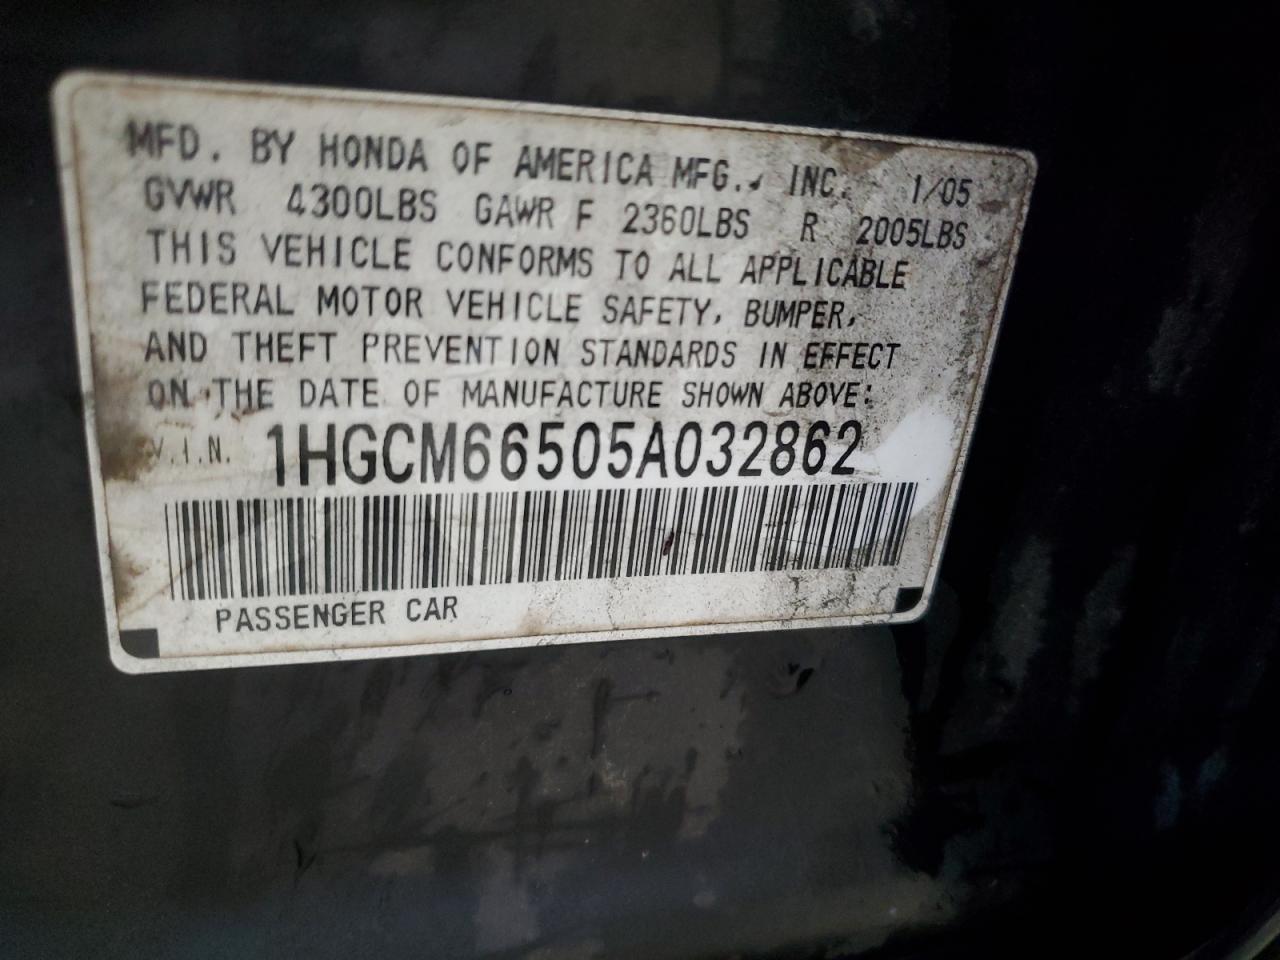 MFD. BY HONDA OF AMERICA MFG., INC. 1/05
GVWR 4300LBS GAWR F 2360LBS R 2005LBS
THIS VEHICLE CONFORMS TO ALL APPLICABLE
FEDERAL MOTOR VEHICLE SAFETY, BUMPER,
AND THEFT PREVENTION STANDARDS IN EFFECT
ON THE DATE OF MANUFACTURE SHOWN ABOVE:
V.I.N. 1HGCM66505A032862
PASSENGER CAR